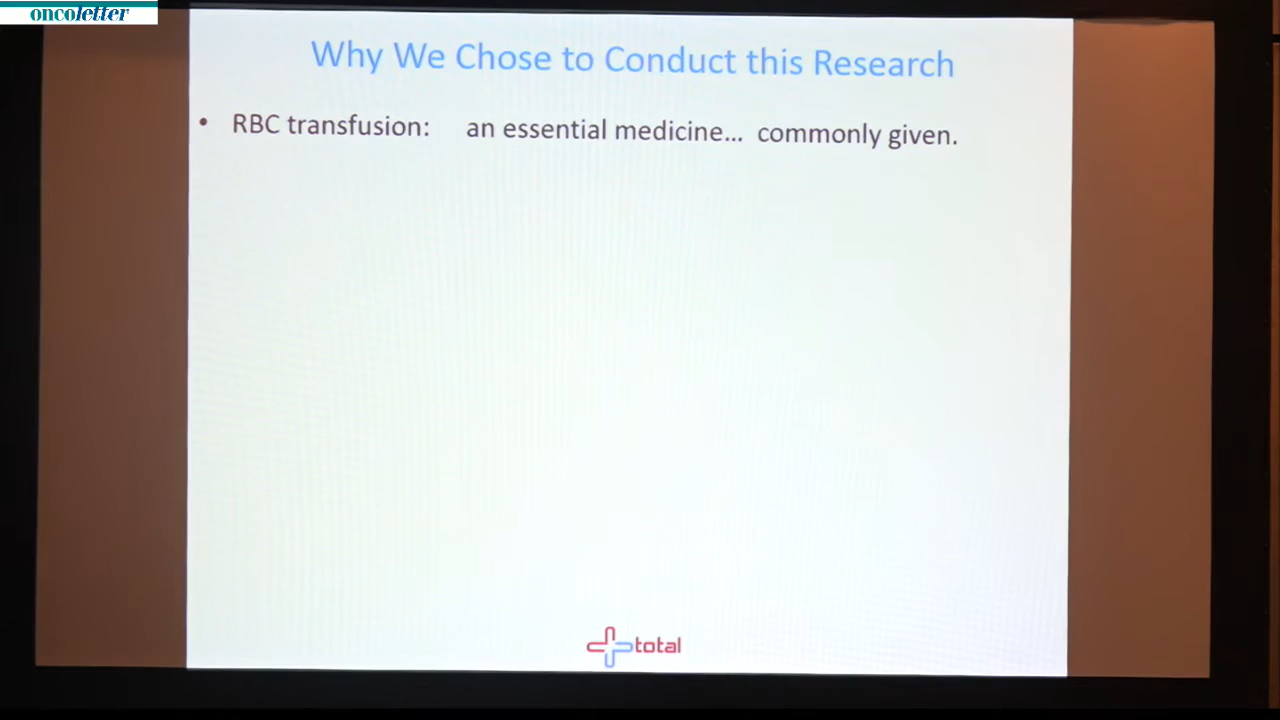 oncoletter
Why We Chose to Conduct this Research
• RBC transfusion: an essential medicine... commonly given.
total